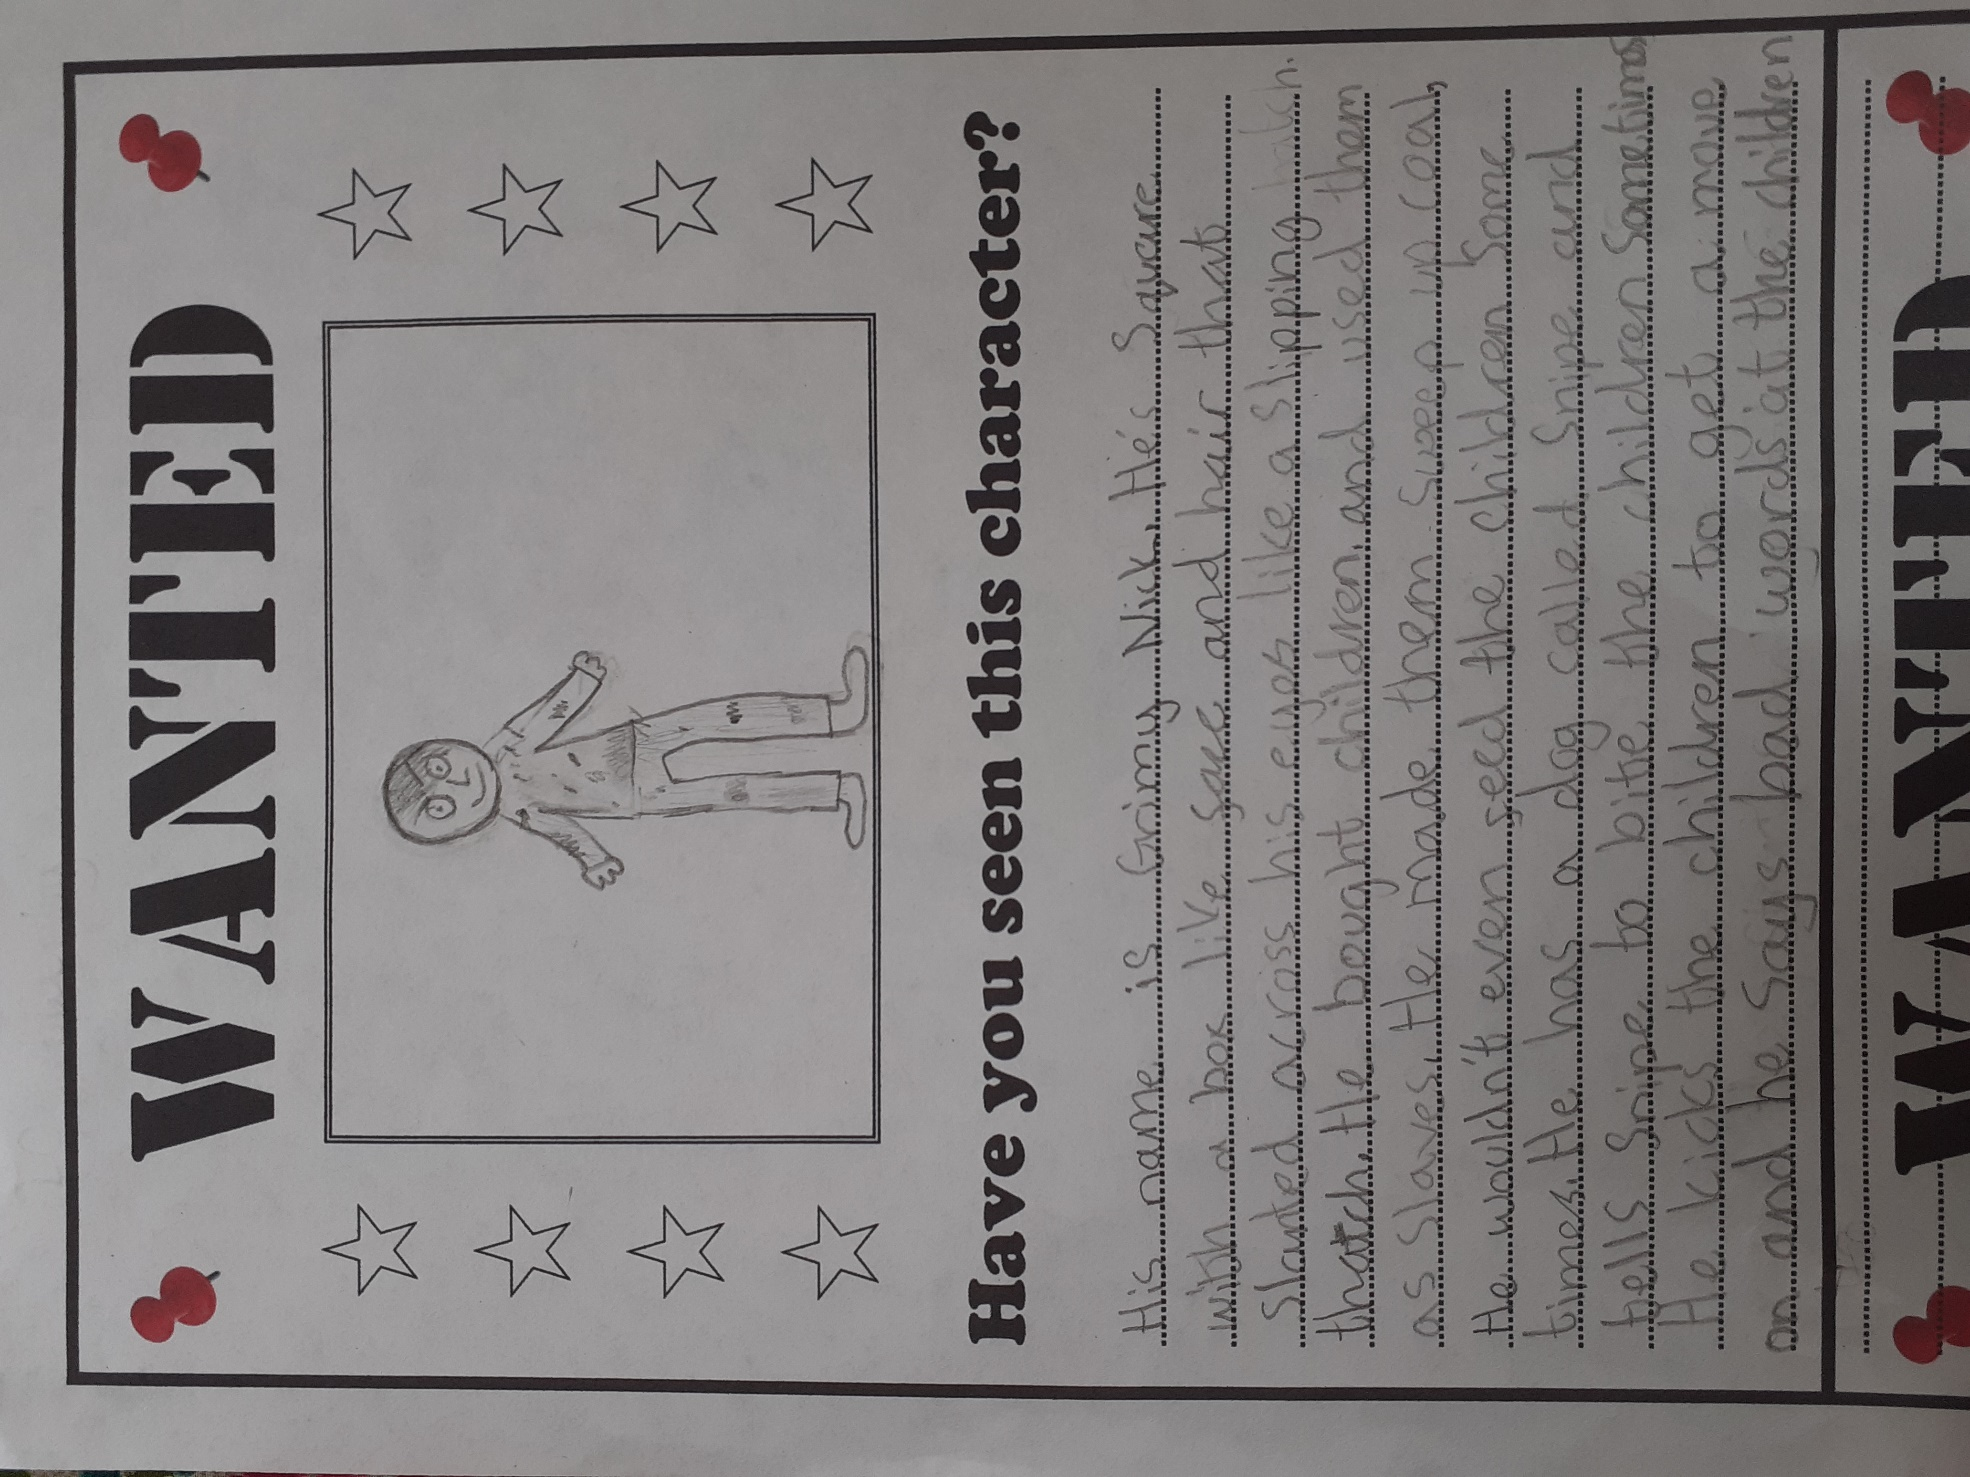 WANTED
Have you seen this character?
His name is Grimy Nick. He's Sqware
with a box like face and hair that
slanted across his eyes like a slipping hatch.
thatch. He bought children and used them
as slaves. He made them sweep up coal,
He wouldn't even feed the children Some
times. He has a dog called Snipe and
tells Snipe to bite the children Sometimes
He kicks the children to get a move
on and he Says bad words at the children
WANTED